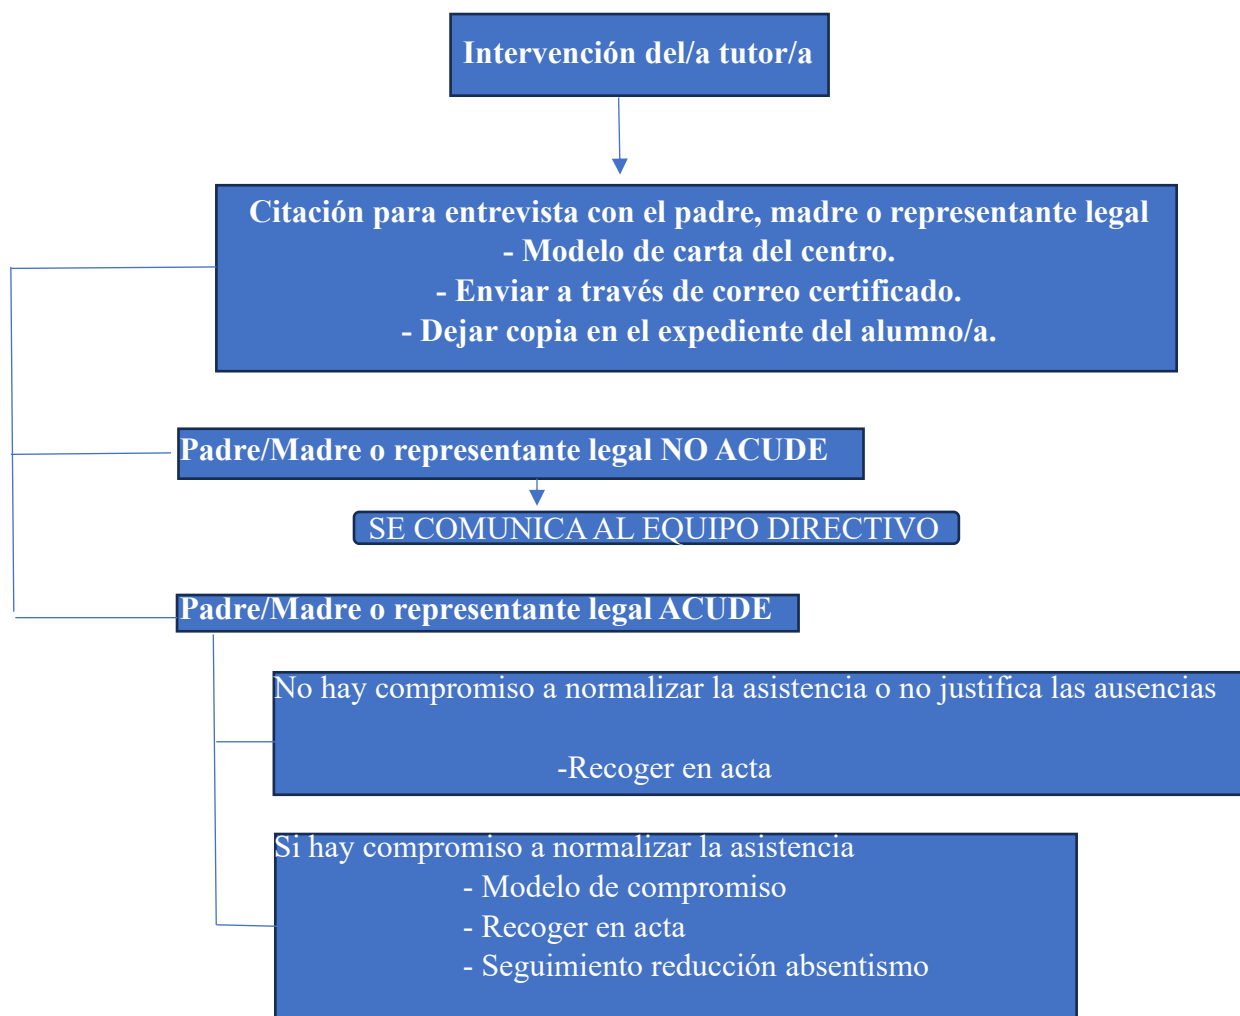 Intervención del/a tutor/a
Citación para entrevista con el padre, madre o representante legal
- Modelo de carta del centro.
- Enviar a través de correo certificado.
- Dejar copia en el expediente del alumno/a.
Padre/Madre o representante legal NO ACUDE
SE COMUNICA AL EQUIPO DIRECTIVO
Padre/Madre o representante legal ACUDE
No hay compromiso a normalizar la asistencia o no justifica las ausencias
-Recoger en acta
Si hay compromiso a normalizar la asistencia
- Modelo de compromiso
- Recoger en acta
- Seguimiento reducción absentismo